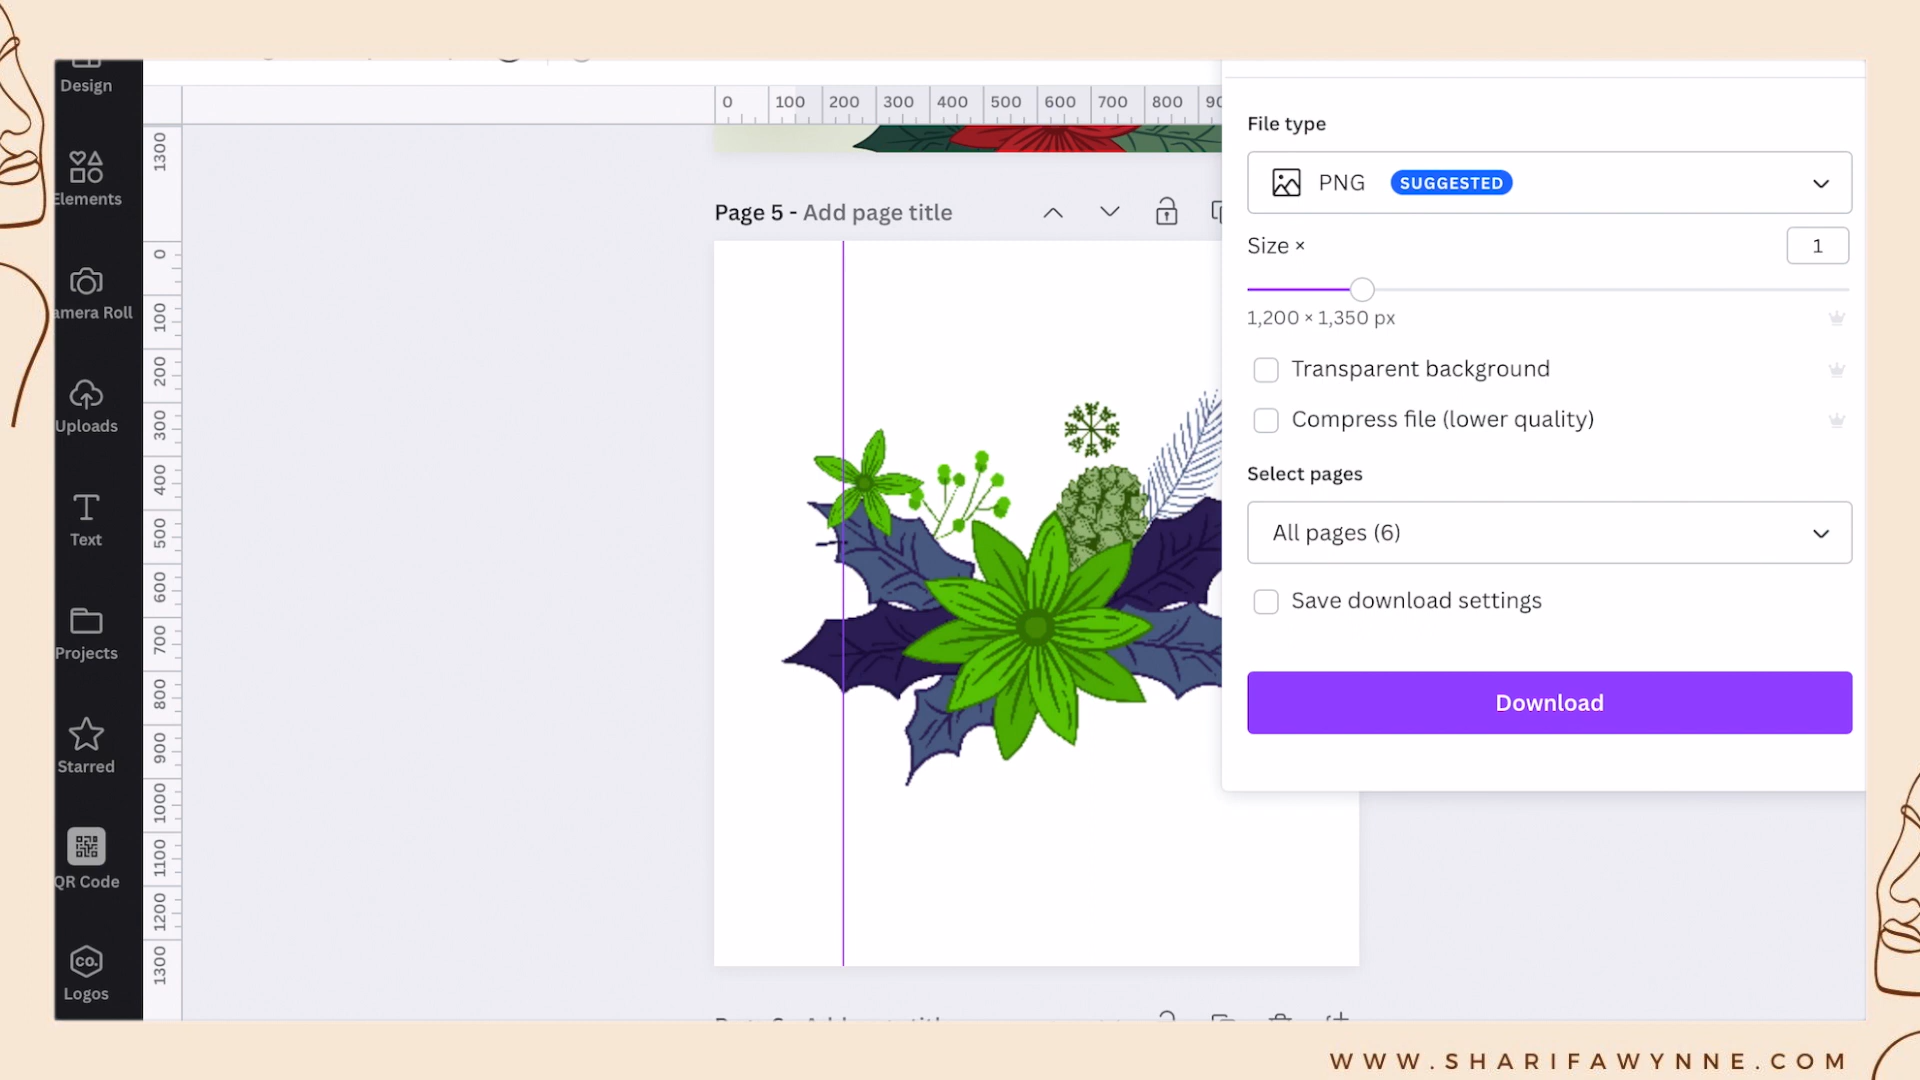 Design
Elements
amera Roll
Uploads
Text
Projects
Starred
QR Code
CO.
Logos
0 100 200 300 400 500 600 700 800 90
1300
0
100
200
300
400
500
600
700
800
900
1000
1100
1200
1300
Page 5 - Add page title
File type
PNG SUGGESTED
Size ×
1
1,200 × 1,350 px
Transparent background
Compress file (lower quality)
Select pages
All pages (6)
Save download settings
Download
WWW.SHARIFAWYNNE.COM